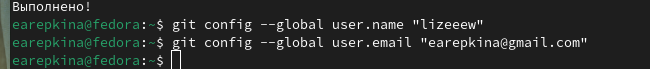 Выполнено!
earepkina@fedora:~$ git config --global user.name "lizeeew"
earepkina@fedora:~$ git config --global user.email "earepkina@gmail.com"
earepkina@fedora:~$